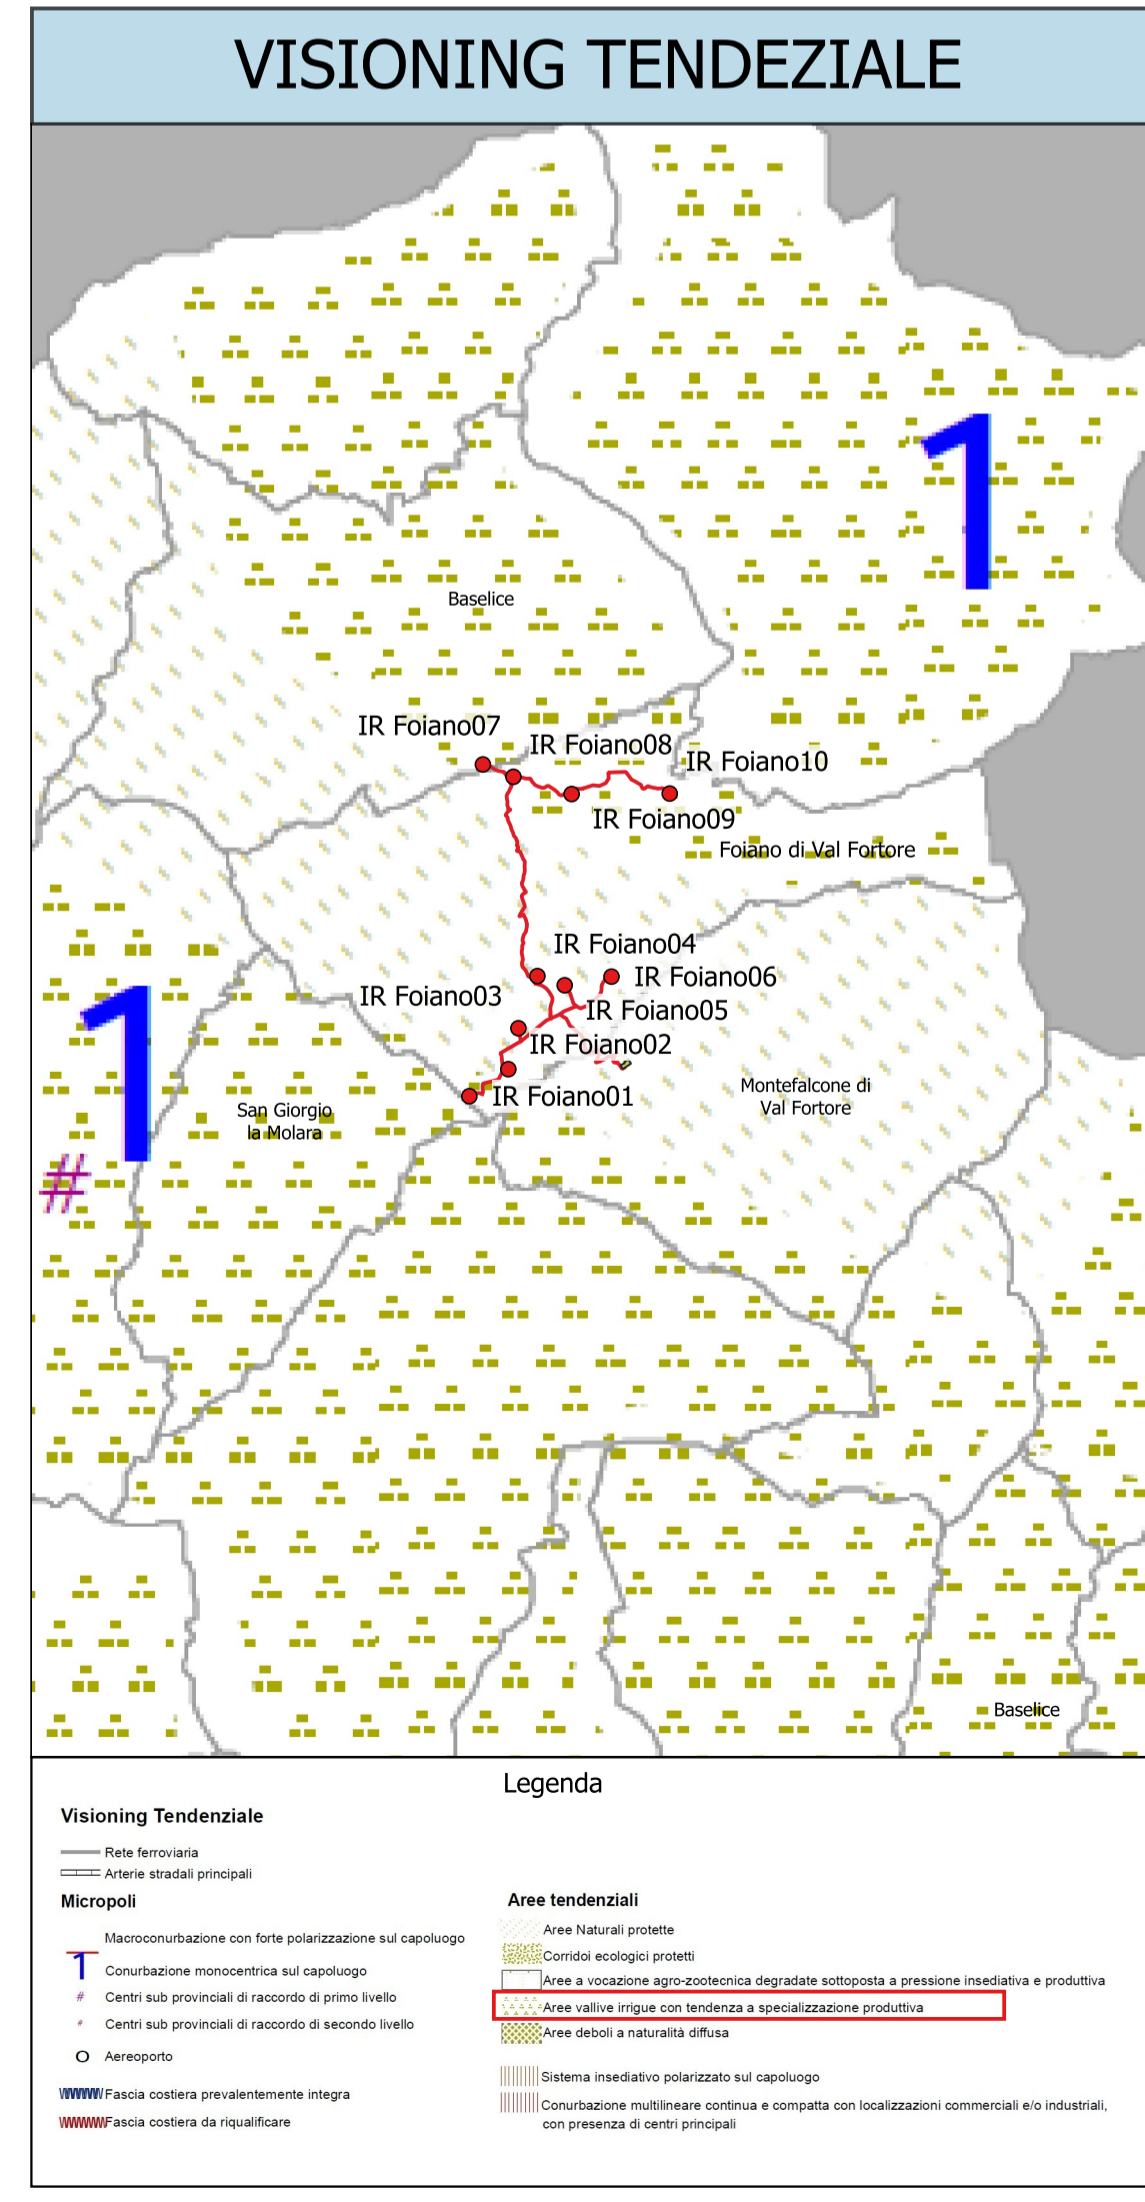 VISIONING TENDEZIALE
1
Baselice
IR Foiano07
IR Foiano08
IR Foiano10
IR Foiano09
Foiano di Val Fortore
IR Foiano04
IR Foiano06
IR Foiano03
IR Foiano05
IR Foiano02
1
IR Foiano01
Montefalcone di
Val Fortore
San Giorgio
la Molara
#
Baselice
Legenda
Visioning Tendenziale
Rete ferroviaria
Arterie stradali principali
Micropoli
Macroconurbazione con forte polarizzazione sul capoluogo
1 Conurbazione monocentrica sul capoluogo
# Centri sub provinciali di raccordo di primo livello
# Centri sub provinciali di raccordo di secondo livello
O Aereoporto
Fascia costiera prevalentemente integra
Fascia costiera da riqualificare
Aree tendenziali
Aree Naturali protette
Corridoi ecologici protetti
Aree a vocazione agro-zootecnica degradate sottoposta a pressione insediativa e produttiva
Aree vallive irrigue con tendenza a specializzazione produttiva
Aree deboli a naturalità diffusa
Sistema insediativo polarizzato sul capoluogo
Conurbazione multilineare continua e compatta con localizzazioni commerciali e/o industriali,
con presenza di centri principali